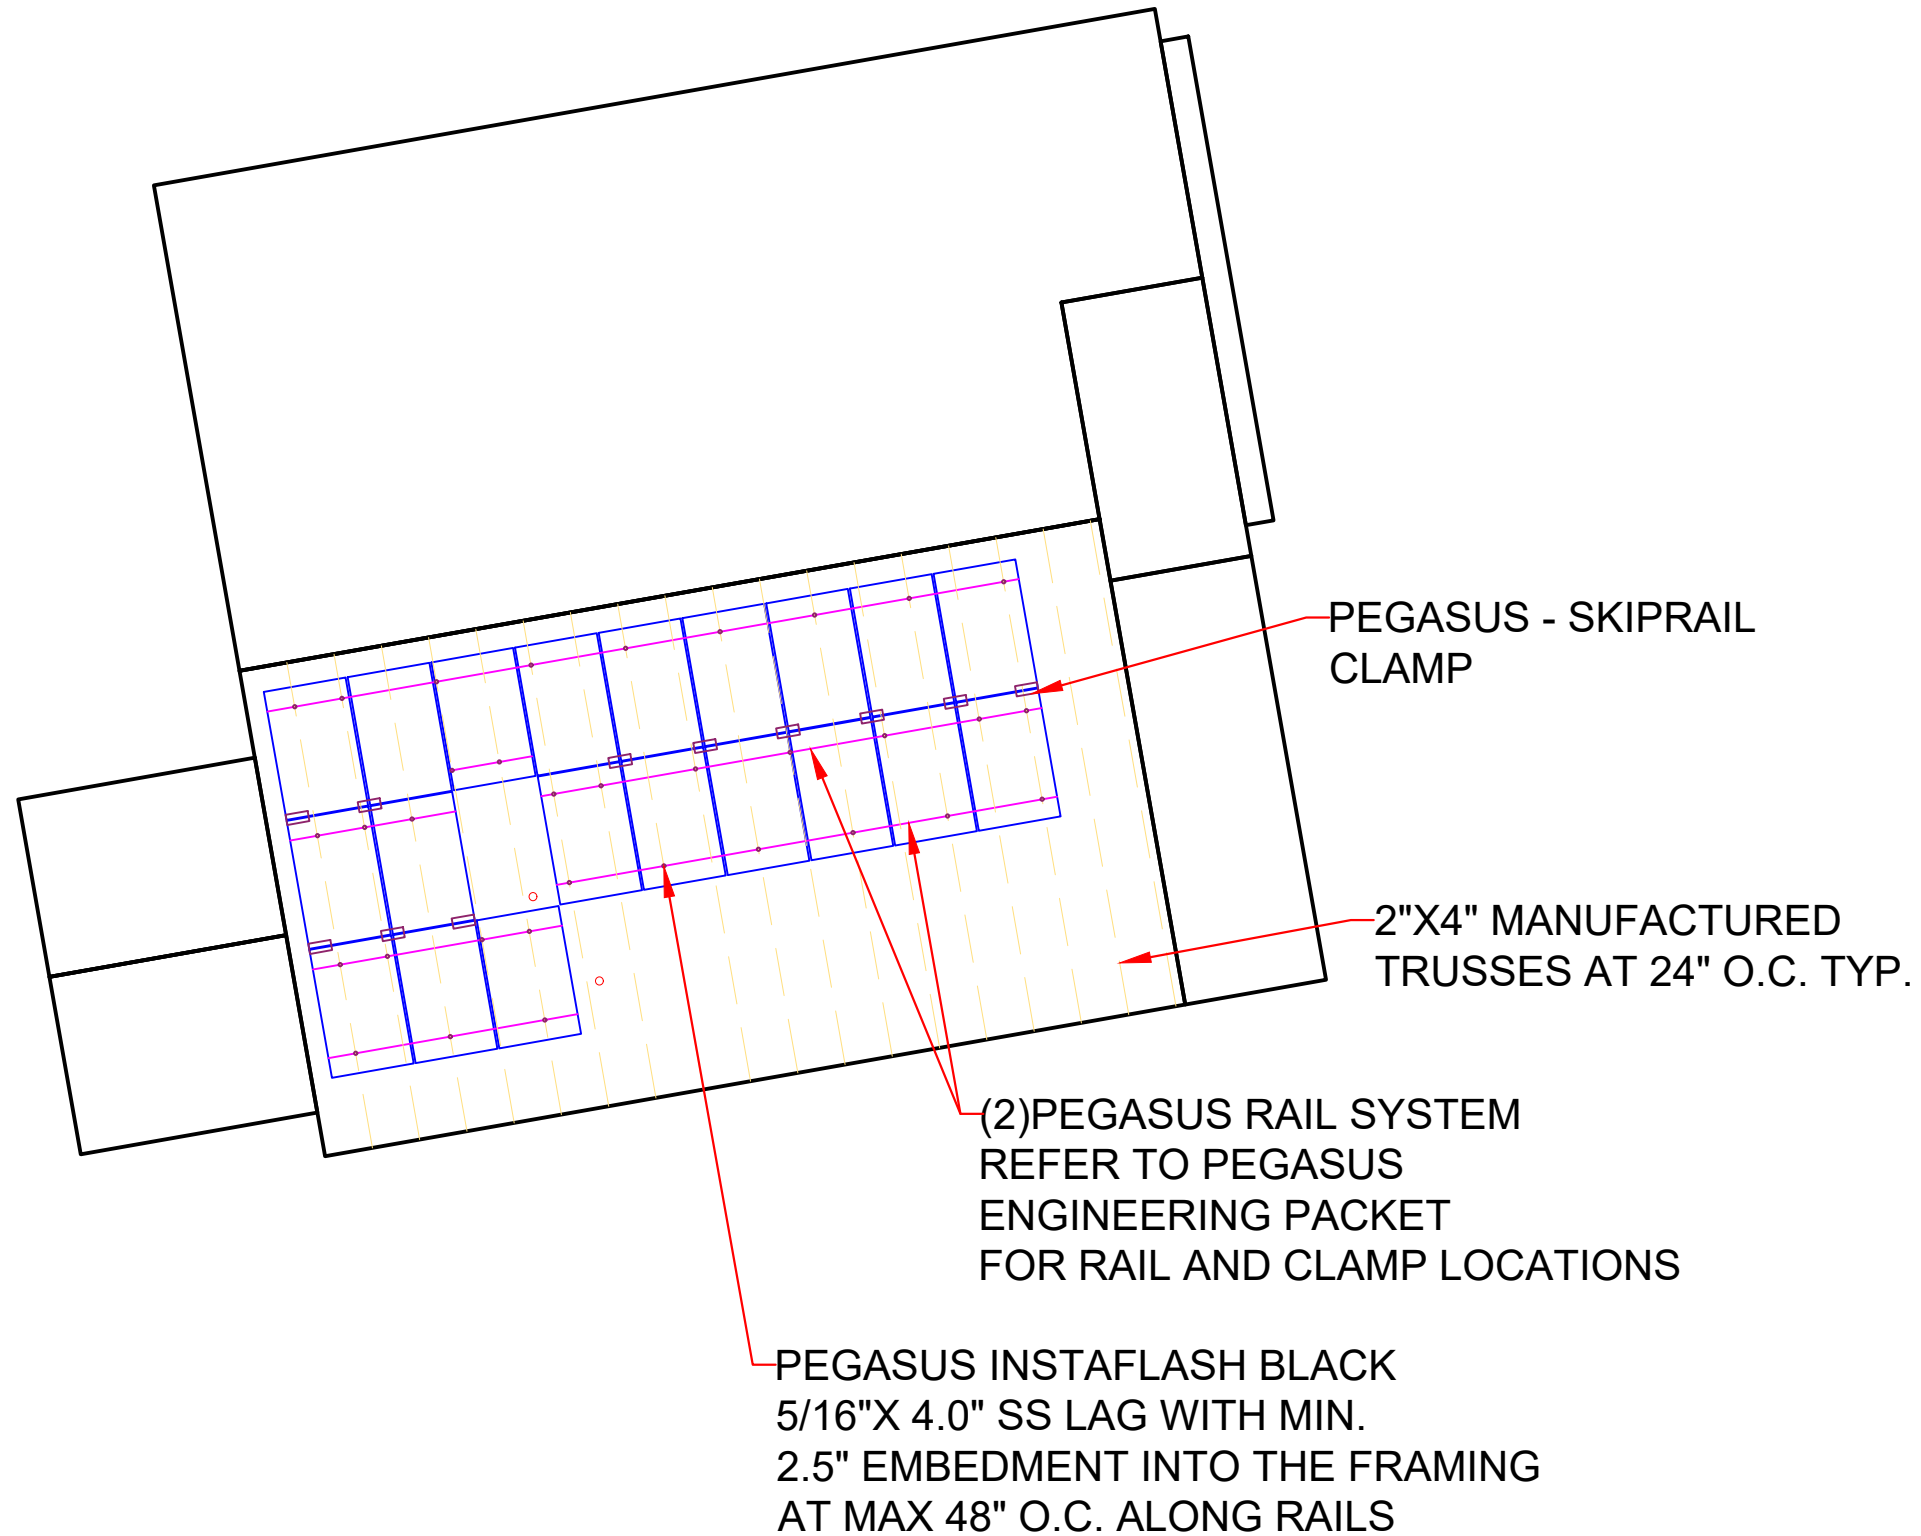 PEGASUS - SKIPRAIL
CLAMP
2"X4" MANUFACTURED
TRUSSES AT 24" O.C. TYP.
(2)PEGASUS RAIL SYSTEM
REFER TO PEGASUS
ENGINEERING PACKET
FOR RAIL AND CLAMP LOCATIONS
PEGASUS INSTAFLASH BLACK
5/16"X 4.0" SS LAG WITH MIN.
2.5" EMBEDMENT INTO THE FRAMING
AT MAX 48" O.C. ALONG RAILS